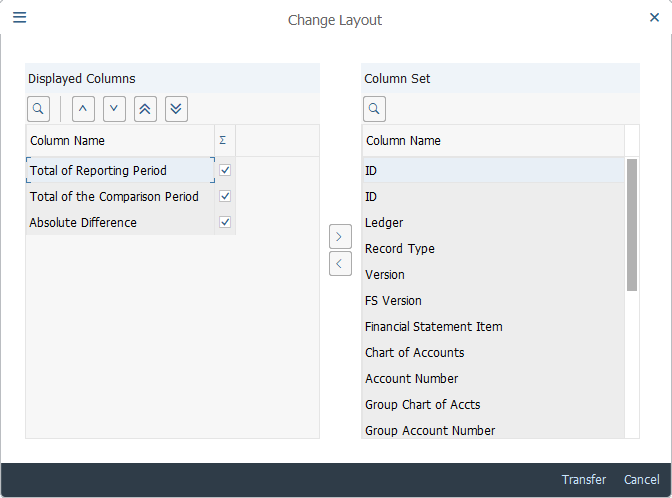 Change Layout
Displayed Columns
Column Name Σ
Total of Reporting Period
Total of the Comparison Period
Absolute Difference
Column Set
Column Name
ID
ID
Ledger
Record Type
Version
FS Version
Financial Statement Item
Chart of Accounts
Account Number
Group Chart of Accts
Group Account Number
Transfer Cancel